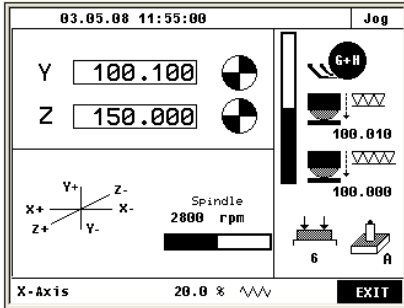 03.05.08 11:55:00 Jog
Y 100.100
Z 150.000
G+H
100.010
100.000
Y+ Z-
X+ X-
Z+ Y-
Spindle
2800 rpm
6 A
X-Axis 20.0 % EXIT